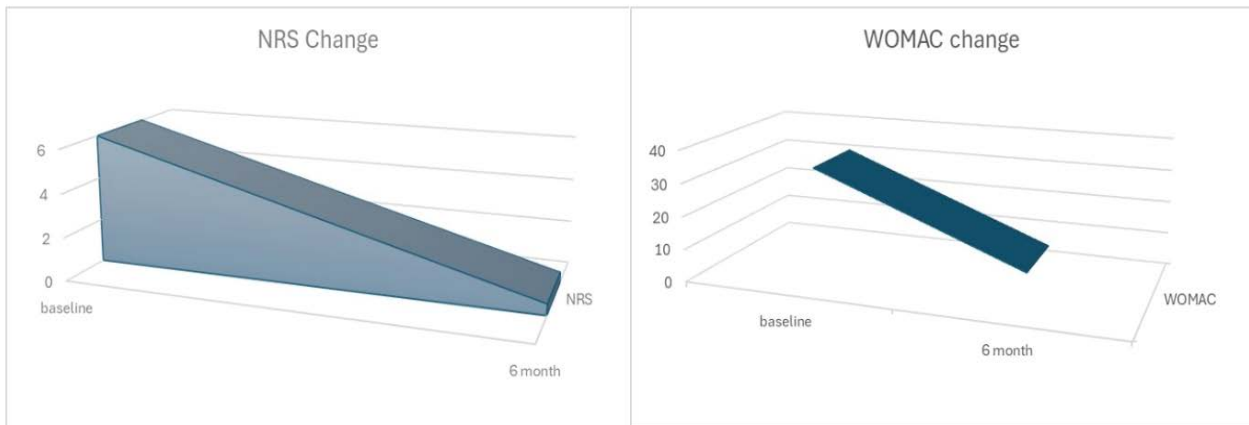 NRS Change
6
4
2
0
baseline
6 month
NRS
WOMAC change
40
30
20
10
0
baseline
6 month
WOMAC